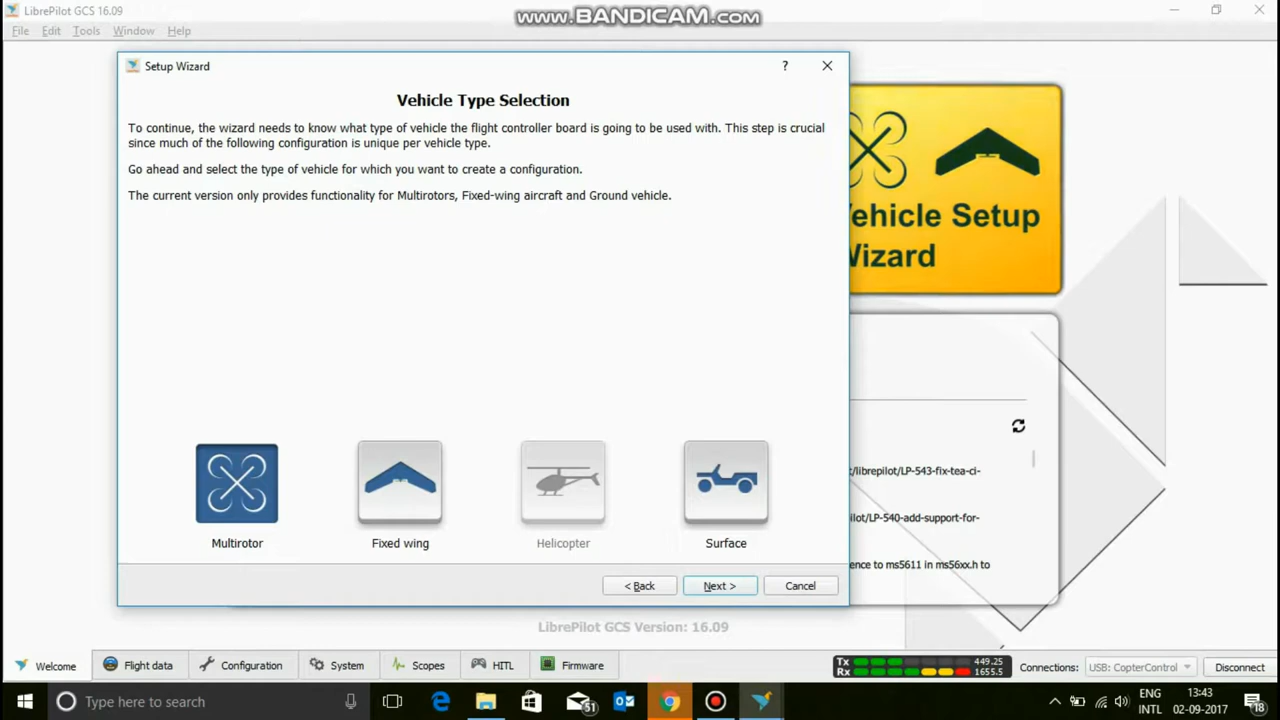 LibrePilot GCS 16.09
www.BANDICAM.com
File Edit Tools Window Help
Setup Wizard
?
Vehicle Type Selection
To continue, the wizard needs to know what type of vehicle the flight controller board is going to be used with. This step is crucial
since much of the following configuration is unique per vehicle type.
Go ahead and select the type of vehicle for which you want to create a configuration.
The current version only provides functionality for Multirotors, Fixed-wing aircraft and Ground vehicle.
Multirotor
Fixed wing
Helicopter
Surface
< Back
Next >
Cancel
ehicle Setup
Wizard
t/librepilot/LP-543-fix-tea-ci-
ilot/LP-540-add-support-for-
ence to ms5611 in ms56xx.h to
LibrePilot GCS Version: 16.09
Welcome
Flight data
Configuration
System
Scopes
HITL
Firmware
Tx 449.25
Rx 1655.5
Connections:
USB: CopterControl
Disconnect
Type here to search
51
ENG
INTL
13:43
02-09-2017
18